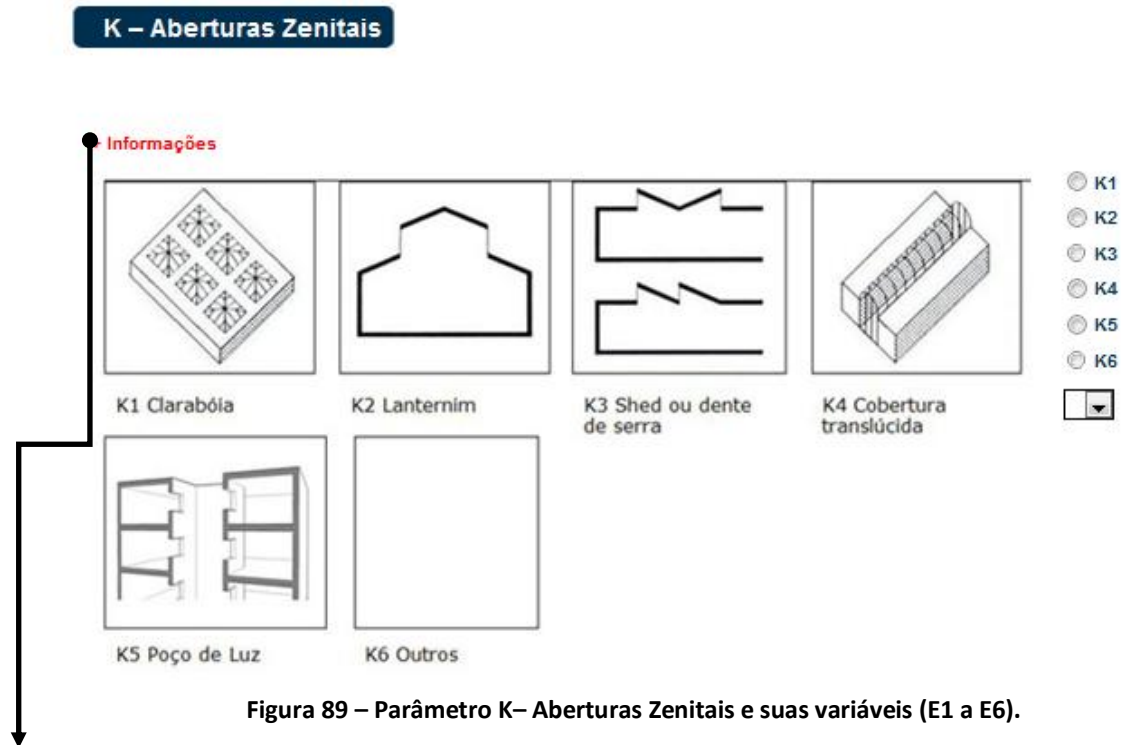 K – Aberturas Zenitais
+ Informações
K1
K2
K3
K4
K5
K6
K1 Clarabóia
K2 Lanternim
K3 Shed ou dente
de serra
K4 Cobertura
translúcida
K5 Poço de Luz
K6 Outros
Figura 89 – Parâmetro K– Aberturas Zenitais e suas variáveis (E1 a E6).